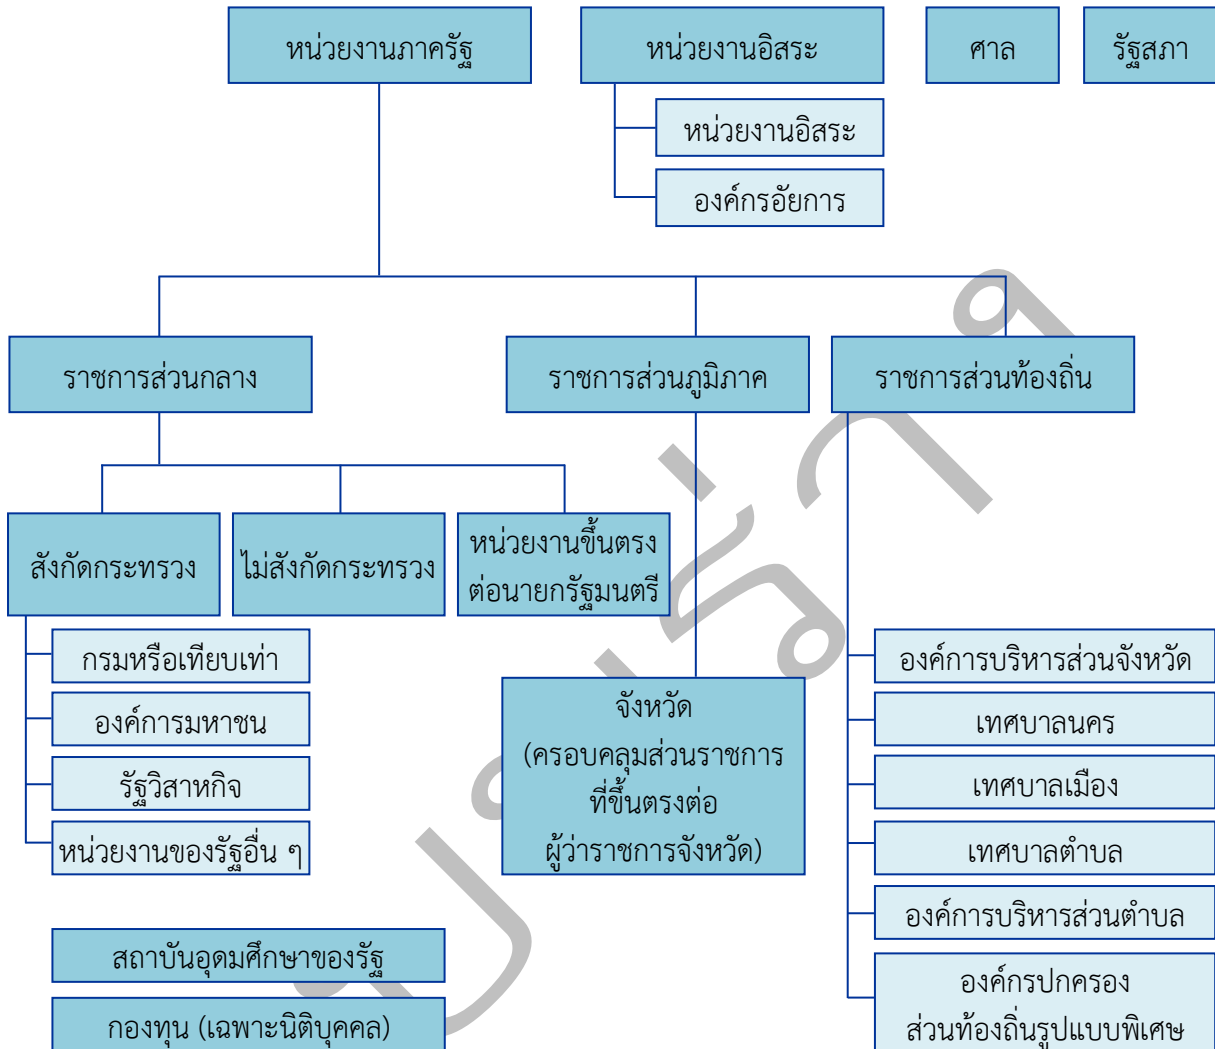 หน่วยงานภาครัฐ
หน่วยงานอิสระ
ศาล
รัฐสภา
หน่วยงานอิสระ
องค์กรอัยการ
ราชการส่วนกลาง
ราชการส่วนภูมิภาค
ราชการส่วนท้องถิ่น
สังกัดกระทรวง
ไม่สังกัดกระทรวง
หน่วยงานขึ้นตรง
ต่อนายกรัฐมนตรี
กรมหรือเทียบเท่า
องค์การมหาชน
รัฐวิสาหกิจ
หน่วยงานของรัฐอื่น ๆ
จังหวัด
(ครอบคลุมส่วนราชการ
ที่ขึ้นตรงต่อ
ผู้ว่าราชการจังหวัด)
องค์การบริหารส่วนจังหวัด
เทศบาลนคร
เทศบาลเมือง
เทศบาลตำบล
องค์การบริหารส่วนตำบล
องค์กรปกครอง
ส่วนท้องถิ่นรูปแบบพิเศษ
สถาบันอุดมศึกษาของรัฐ
กองทุน (เฉพาะนิติบุคคล)